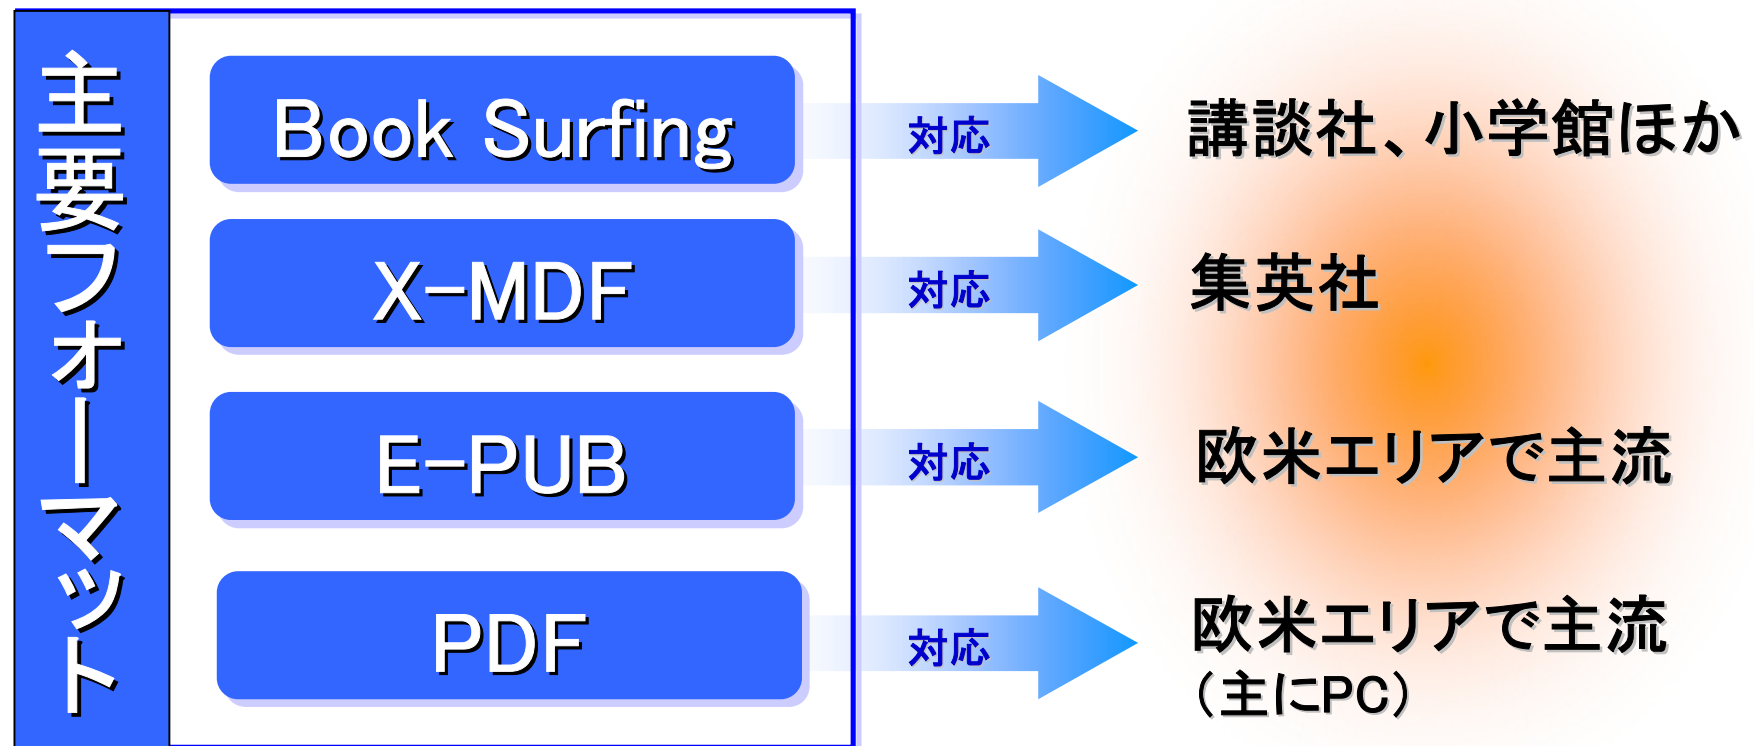 主要フォーマット
Book Surfing
対応
講談社、小学館ほか
X-MDF
対応
集英社
E-PUB
対応
欧米エリアで主流
PDF
対応
欧米エリアで主流
（主にPC）